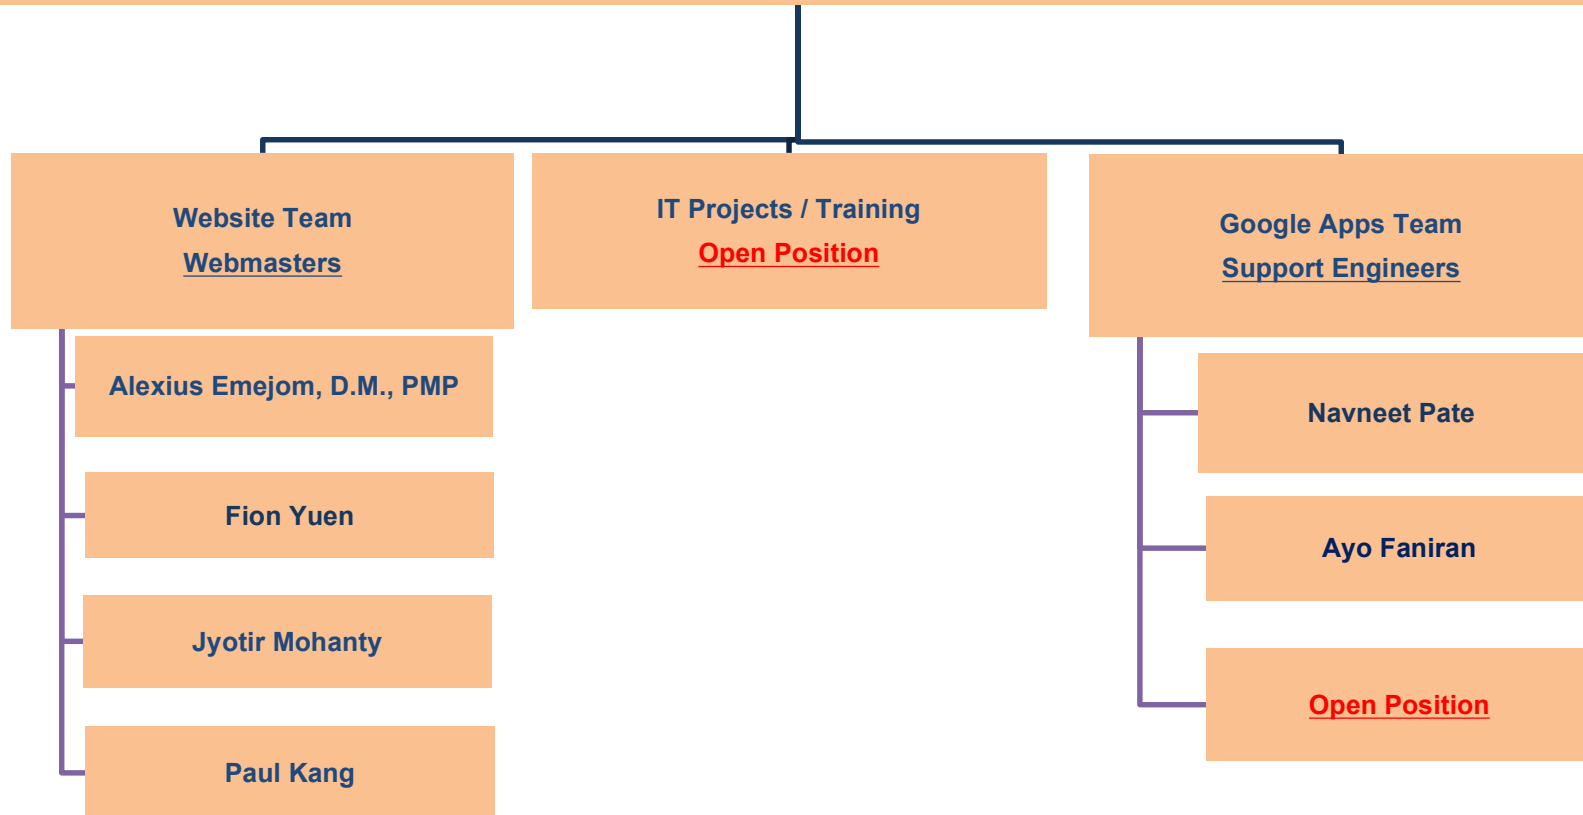 Website Team
Webmasters
IT Projects / Training
Open Position
Google Apps Team
Support Engineers
Alexius Emejom, D.M., PMP
Fion Yuen
Jyotir Mohanty
Paul Kang
Navneet Pate
Ayo Faniran
Open Position